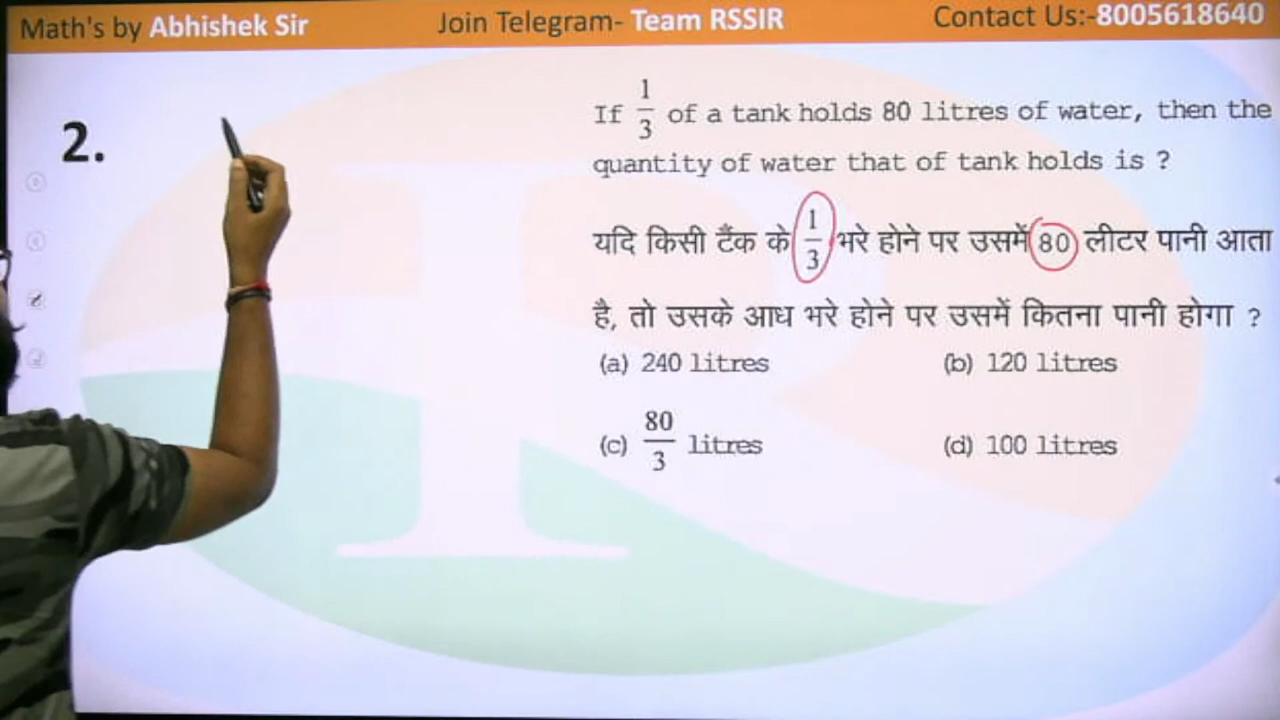 Math's by Abhishek Sir Join Telegram- Team RSSIR Contact Us:-8005618640
2.
If 1/3 of a tank holds 80 litres of water, then the
quantity of water that of tank holds is ?
यदि किसी टैंक के 1/3 भरे होने पर उसमें 80 लीटर पानी आता
है, तो उसके आध भरे होने पर उसमें कितना पानी होगा ?
(a) 240 litres (b) 120 litres
(c) 80/3 litres (d) 100 litres